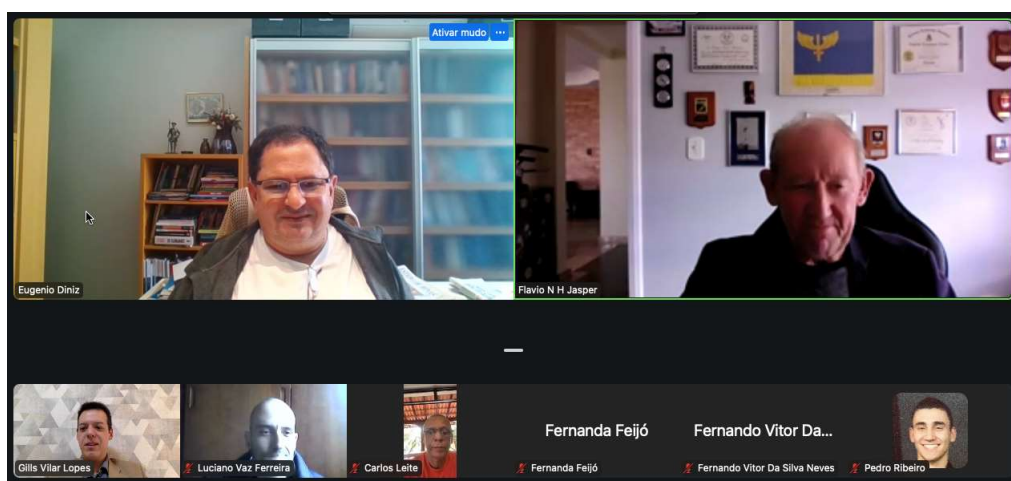 Ativar mudo
Eugenio Diniz
Flavio N H Jasper
Fernanda Feijó
Fernando Vitor Da...
Gills Vilar Lopes
Luciano Vaz Ferreira
Carlos Leite
Fernanda Feijó
Fernando Vitor Da Silva Neves
Pedro Ribeiro